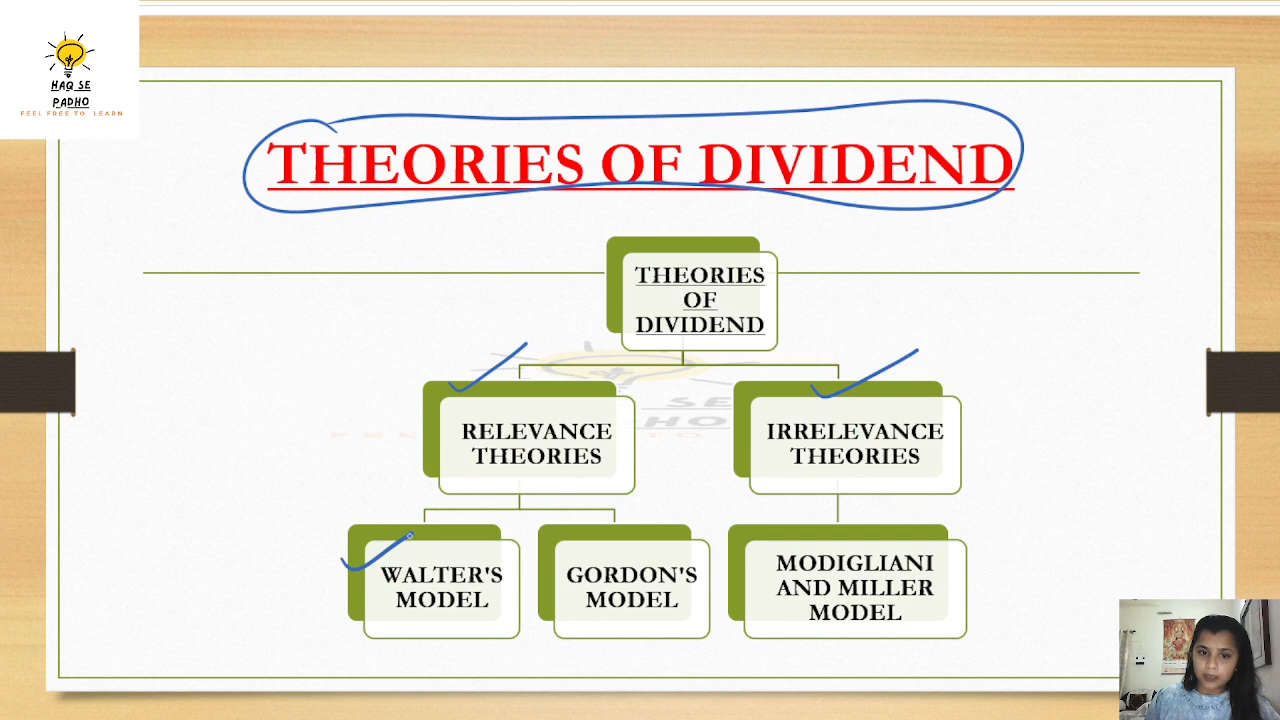 HAQ SE
PADHO
FEEL FREE TO LEARN
THEORIES OF DIVIDEND
THEORIES
OF
DIVIDEND
RELEVANCE
THEORIES
IRRELEVANCE
THEORIES
WALTER'S
MODEL
GORDON'S
MODEL
MODIGLIANI
AND MILLER
MODEL